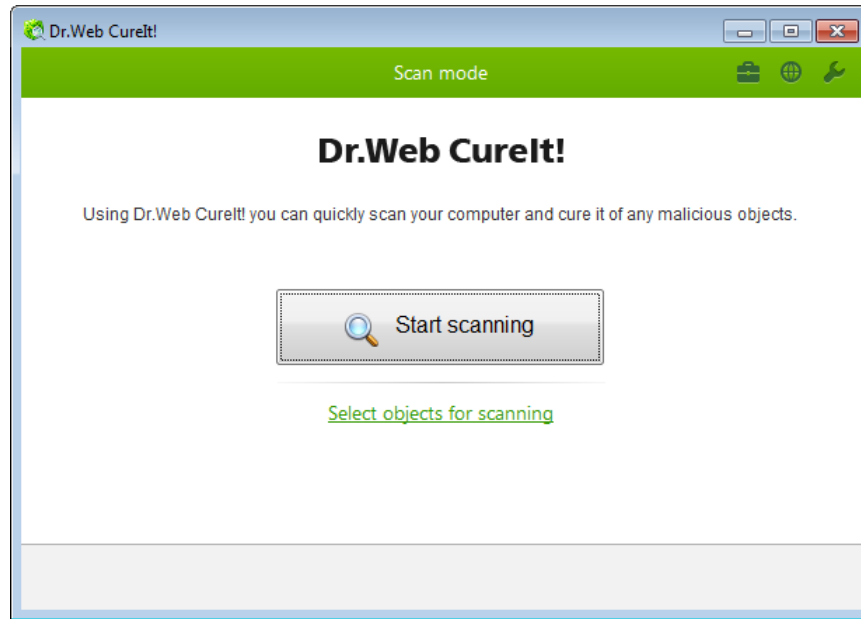 Dr.Web CureIt!
Scan mode
Dr.Web CureIt!
Using Dr.Web CureIt! you can quickly scan your computer and cure it of any malicious objects.
Start scanning
Select objects for scanning